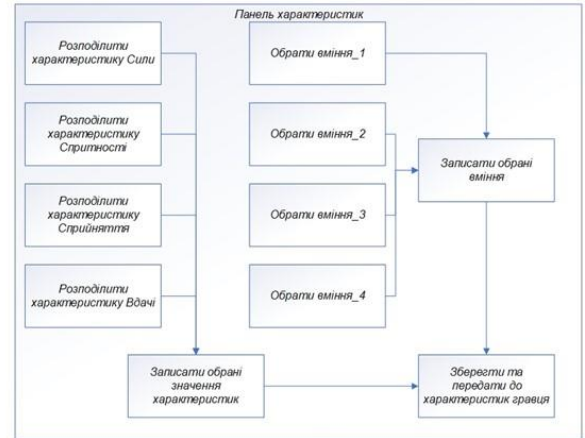 Панель характеристик
Розподілити
характеристику Сили
Обрати вміння_1
Розподілити
характеристику
Спритності
Обрати вміння_2
Записати обрані
вміння
Розподілити
характеристику
Сприйняття
Обрати вміння_3
Розподілити
характеристику Вдачі
Обрати вміння_4
Записати обрані
значення
характеристик
Зберегти та
передати до
характеристик гравця